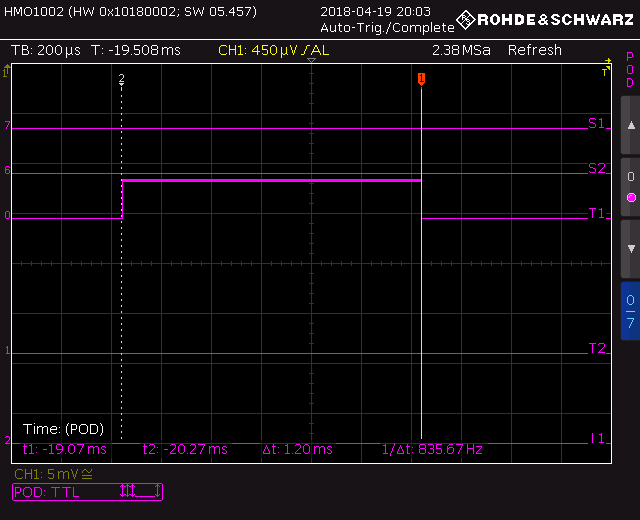 HMO1002 (HW 0x10180002; SW 05.457)
2018-04-19 20:03
Auto-Trig./Complete
ROHDE&SCHWARZ
TB: 200 µs T: -19.508 ms CH1: 450 µV / AL 2.38 MSa Refresh
POD
1
T
2
1
7 S1
6 S2
0 T1
0
1 T2
0
7
Time: (POD)
2 I1
t1: -19.07 ms t2: -20.27 ms Δt: 1.20 ms 1/Δt: 835.67 Hz
CH1: 5 mV ≅
POD: TTL